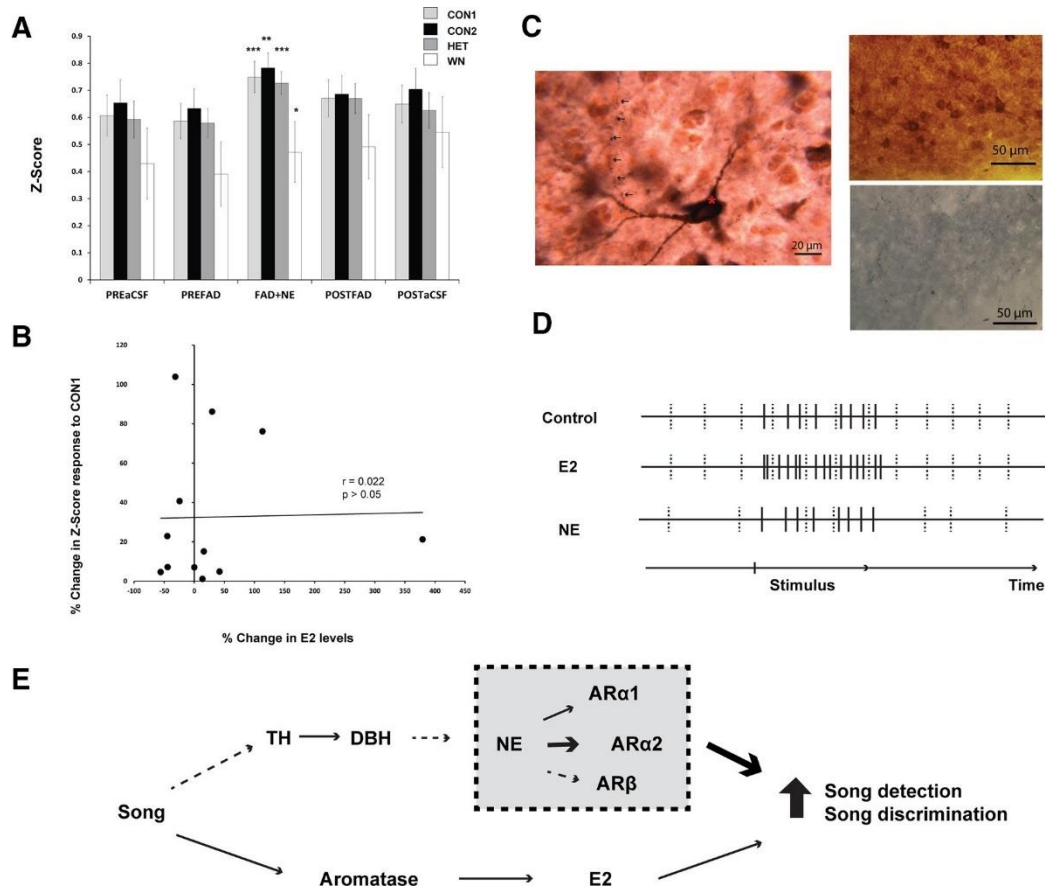 A
CON1
CON2
HET
WN
Z-Score
0.9
0.8
0.7
0.6
0.5
0.4
0.3
0.2
0.1
0
***
**
***
*
PREaCSF PREFAD FAD+NE POSTFAD POSTaCSF
B
% Change in Z-Score response to CON1
120
100
80
60
40
20
0
r = 0.022
p > 0.05
-100 -50 0 50 100 150 200 250 300 350 400 450
% Change in E2 levels
C
*
20 µm
50 µm
50 µm
D
Control
E2
NE
Stimulus Time
E
Song
TH DBH
NE
ARα1
ARα2
ARβ
Aromatase E2
Song detection
Song discrimination